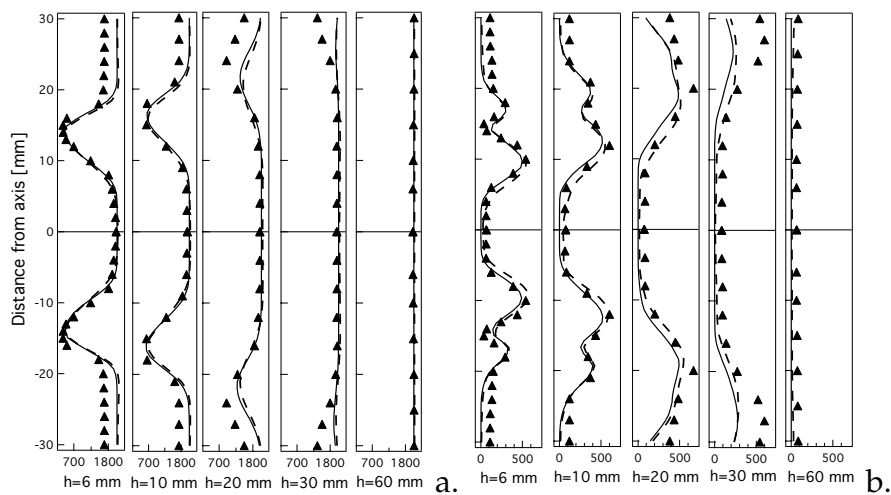 30
20
10
0
-10
-20
-30
Distance from axis [mm]
700 1800 700 1800 700 1800 700 1800 700 1800
h=6 mm h=10 mm h=20 mm h=30 mm h=60 mm
a.
0 500 0 500 0 500 0 500 0 500
h=6 mm h=10 mm h=20 mm h=30 mm h=60 mm
b.